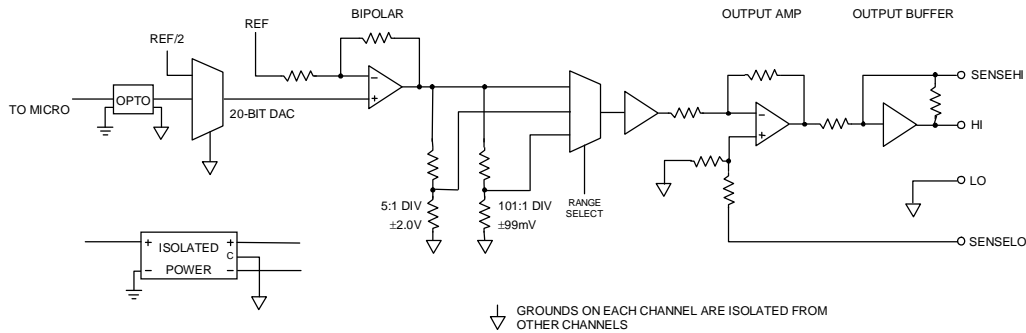 BIPOLAR
OUTPUT AMP
OUTPUT BUFFER
REF
REF/2
SENSEHI
TO MICRO
OPTO
20-BIT DAC
−
+
−
+
HI
LO
5:1 DIV
±2.0V
101:1 DIV
±99mV
RANGE
SELECT
SENSELO
+
ISOLATED
+
C
−
POWER
−
GROUNDS ON EACH CHANNEL ARE ISOLATED FROM
OTHER CHANNELS